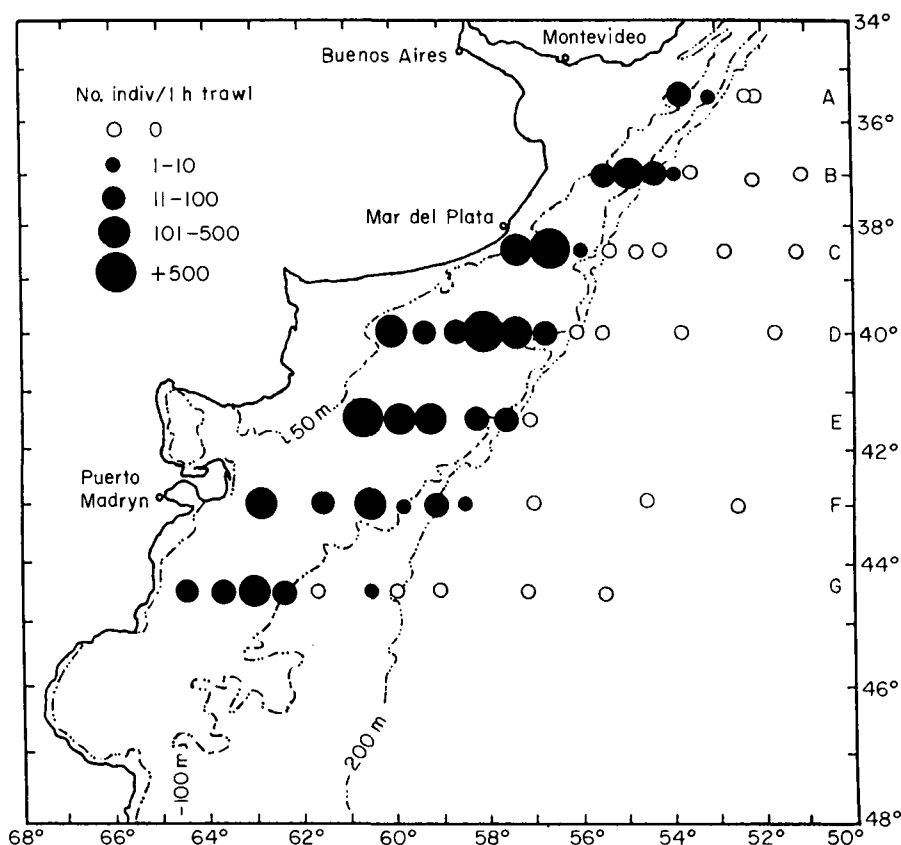 34°
Montevideo
Buenos Aires
No. indiv/1 h trawl
0
A
1-10
36°
11-100
B
Mar del Plata
101-500
38°
C
+500
D
40°
50m
E
42°
Puerto
Madryn
F
44°
G
46°
200 m
-100m
48°
68° 66° 64° 62° 60° 58° 56° 54° 52° 50°